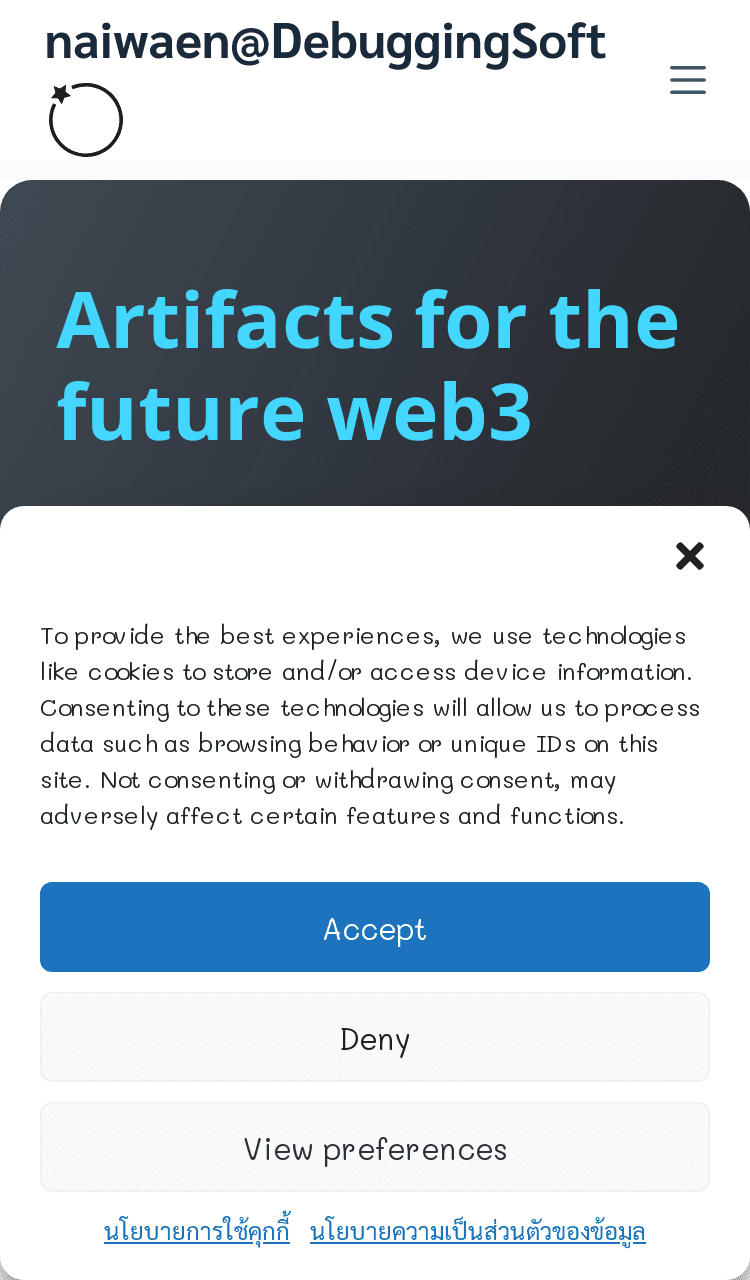 naiwaen@DebuggingSoft
Artifacts for the
future web3
To provide the best experiences, we use technologies
like cookies to store and/or access device information.
Consenting to these technologies will allow us to process
data such as browsing behavior or unique IDs on this
site. Not consenting or withdrawing consent, may
adversely affect certain features and functions.
Accept
Deny
View preferences
นโยบายการใช้คุกกี้ นโยบายความเป็นส่วนตัวของข้อมูล